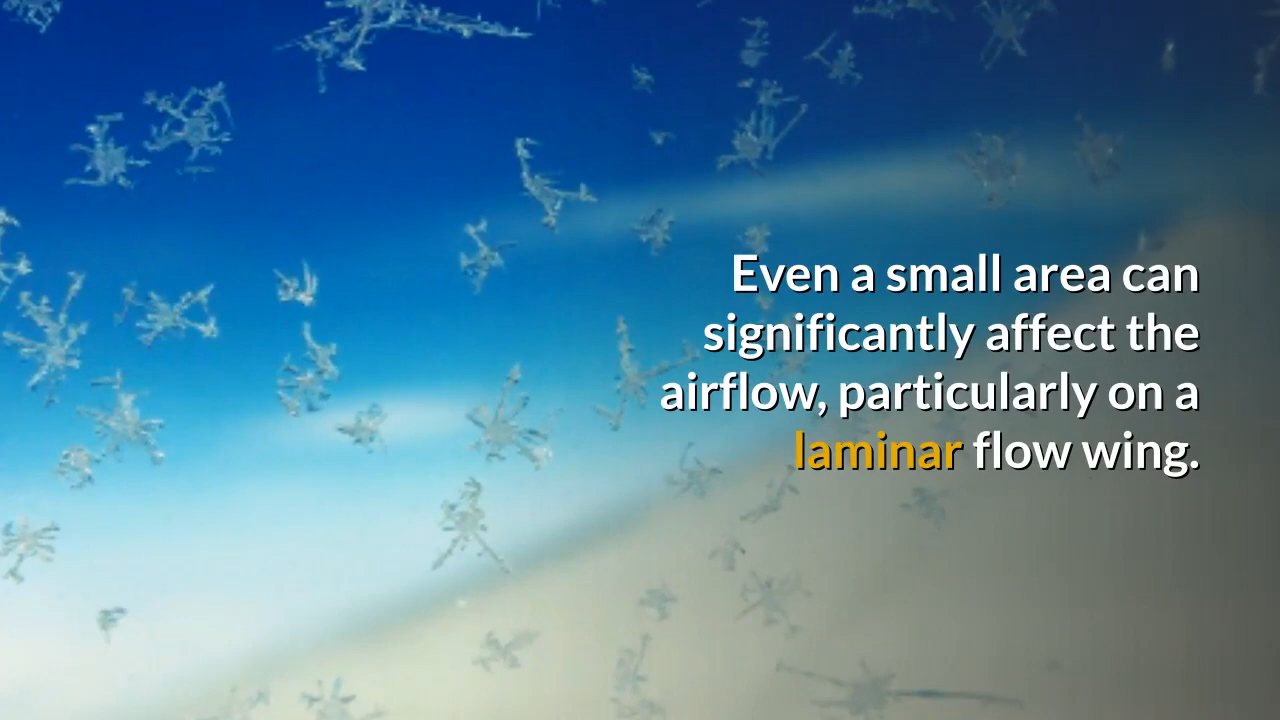 Even a small area can
significantly affect the
airflow, particularly on a
laminar flow wing.